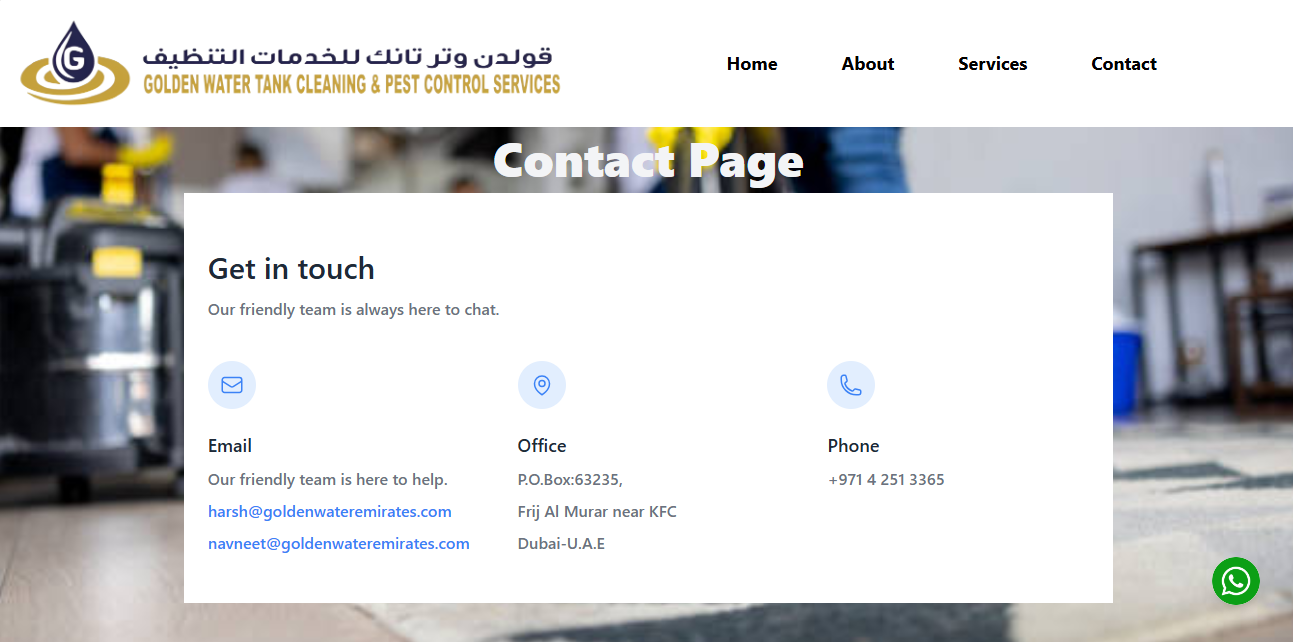 G
قولدن وتر تانك للخدمات التنظيف
GOLDEN WATER TANK CLEANING & PEST CONTROL SERVICES
Home
About
Services
Contact
Contact Page
Get in touch
Our friendly team is always here to chat.
Email
Our friendly team is here to help.
harsh@goldenwateremirates.com
navneet@goldenwateremirates.com
Office
P.O.Box:63235,
Frij Al Murar near KFC
Dubai-U.A.E
Phone
+971 4 251 3365